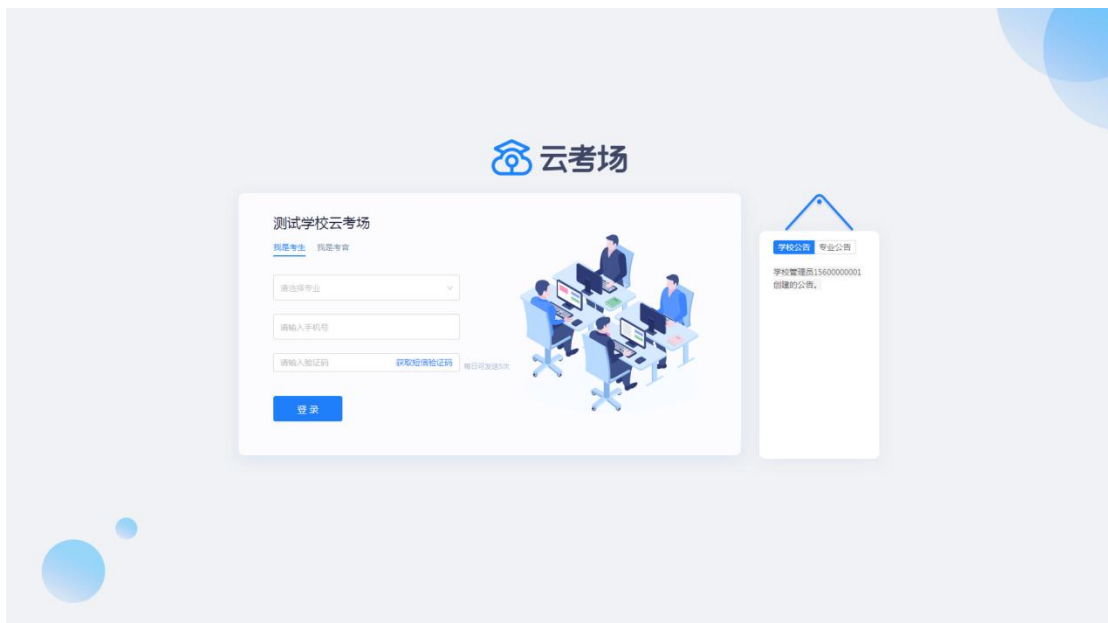 云考场
测试学校云考场
我是考生 我是考官
请选择专业
请输入手机号
请输入验证码 获取短信验证码 每日可发送5次
登录
学校公告 专业公告
学校管理员15600000001
创建的公告。